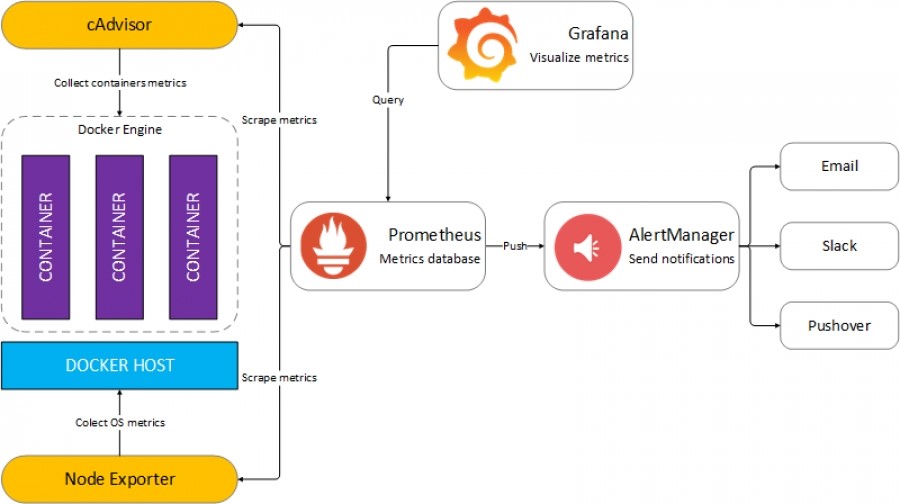 cAdvisor
Collect containers metrics
Docker Engine
CONTAINER
CONTAINER
CONTAINER
DOCKER HOST
Colect OS metrics
Node Exporter
Scrape metrics
Scrape metrics
Grafana
Visualize metrics
Query
Prometheus
Metrics database
Push
AlertManager
Send notifications
Email
Slack
Pushover